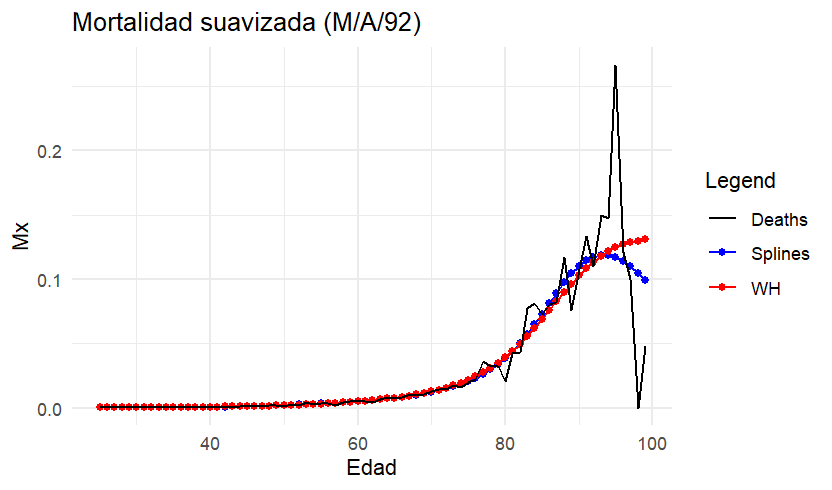 Mortalidad suavizada (M/A/92)
Mx
0.2
0.1
0.0
40
60
80
100
Edad
Legend
Deaths
Splines
WH